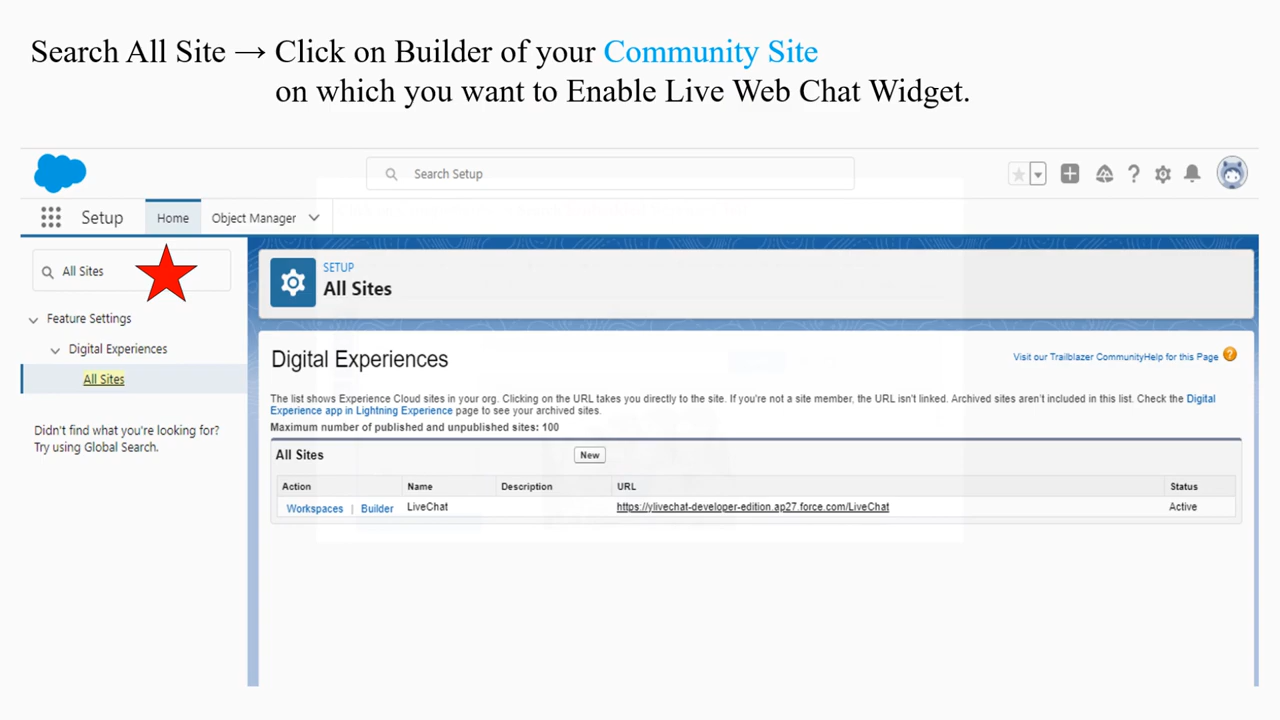 Search All Site → Click on Builder of your Community Site
on which you want to Enable Live Web Chat Widget.
Search Setup
Setup
Home
Object Manager
All Sites
SETUP
All Sites
Feature Settings
Digital Experiences
All Sites
Didn't find what you're looking for?
Try using Global Search.
Digital Experiences
Visit our Trailblazer CommunityHelp for this Page
The list shows Experience Cloud sites in your org. Clicking on the URL takes you directly to the site. If you're not a site member, the URL isn't linked. Archived sites aren't included in this list. Check the Digital
Experience app in Lightning Experience page to see your archived sites.
Maximum number of published and unpublished sites: 100
All Sites
New
Action Name Description URL Status
Workspaces | Builder LiveChat https://ylivechat-developer-edition.ap27.force.com/LiveChat Active